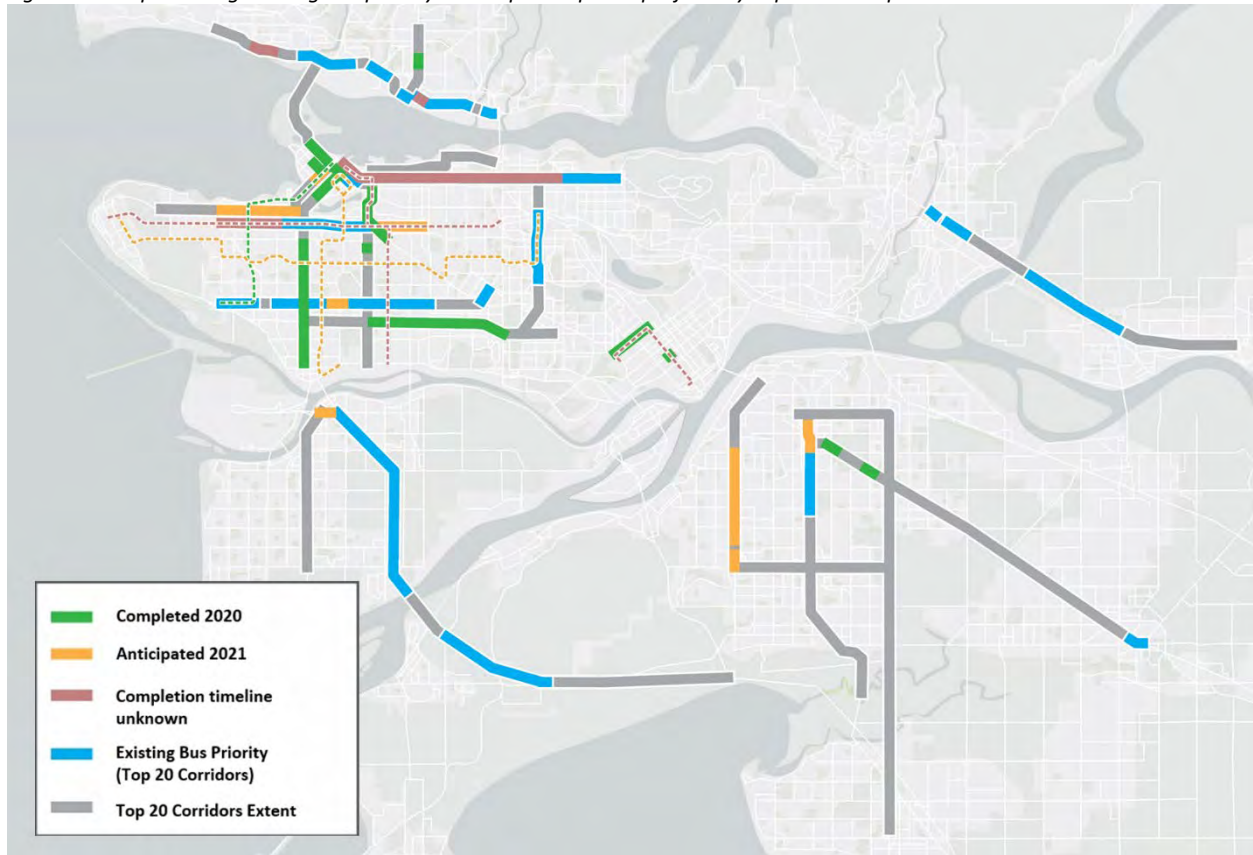 Completed 2020
Anticipated 2021
Completion timeline
unknown
Existing Bus Priority
(Top 20 Corridors)
Top 20 Corridors Extent